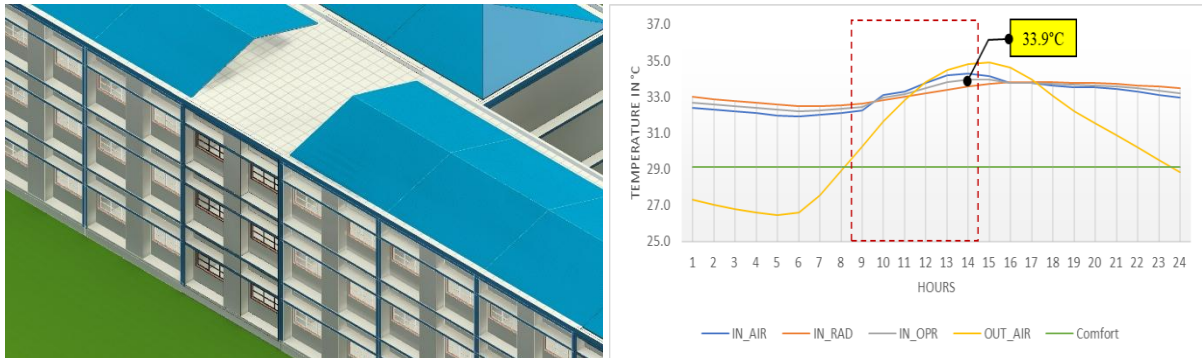 37.0
35.0
33.0
31.0
29.0
27.0
25.0
TEMPERATURE IN °C
33.9°C
1 2 3 4 5 6 7 8 9 10 11 12 13 14 15 16 17 18 19 20 21 22 23 24
HOURS
IN_AIR IN_RAD IN_OPR OUT_AIR Comfort